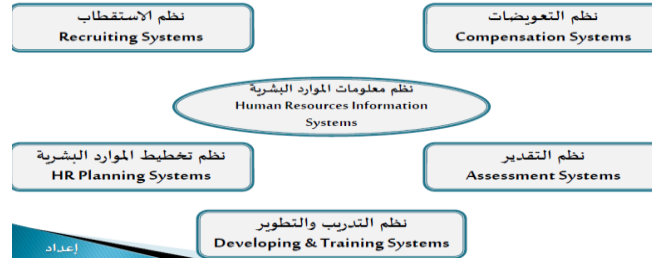 نظم الاستقطاب
Recruiting Systems
نظم التعويضات
Compensation Systems
نظم معلومات الموارد البشرية
Human Resources Information
Systems
نظم تخطيط الموارد البشرية
HR Planning Systems
نظم التقدير
Assessment Systems
نظم التدريب والتطوير
Developing & Training Systems
إعداد